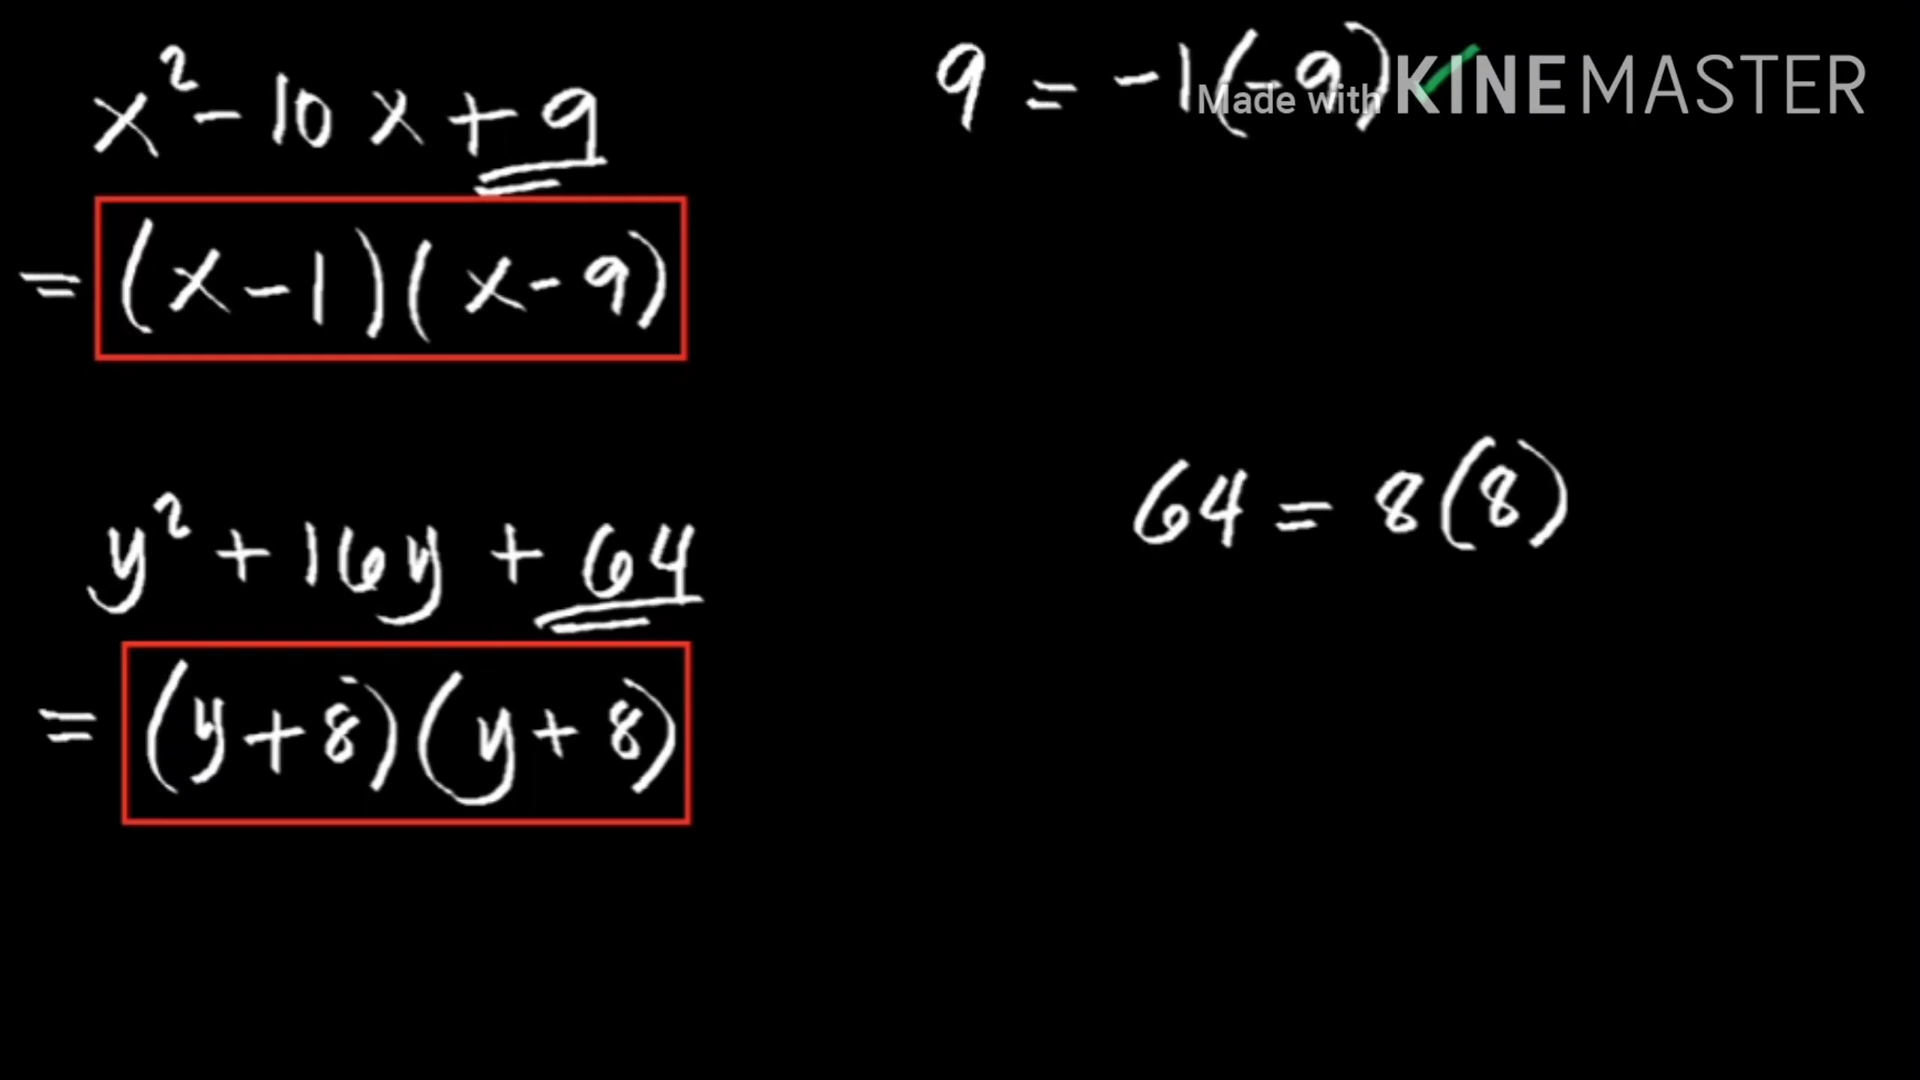 x² - 10x + 9
9 = -1(-9)
Made with KINEMASTER
= (x - 1)(x - 9)
y² + 16y + 64
64 = 8(8)
= (y + 8)(y + 8)